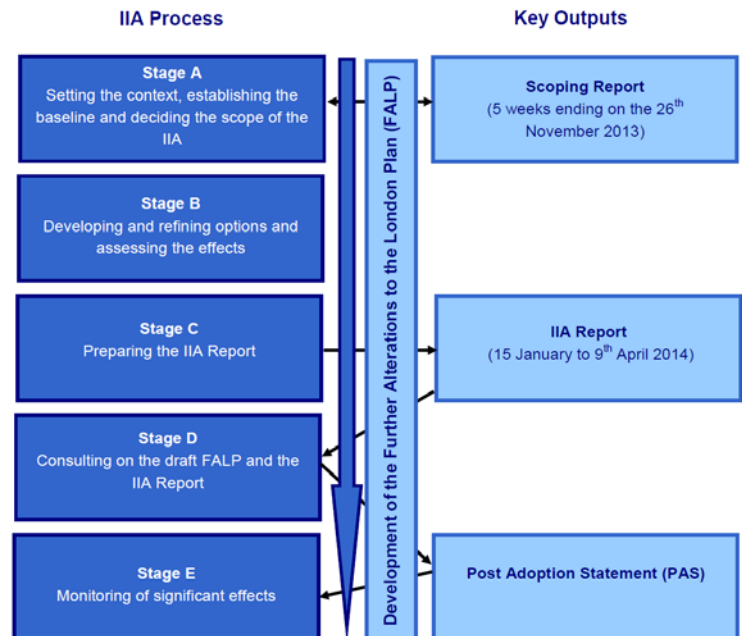 IIA Process
Key Outputs
Stage A
Setting the context, establishing the
baseline and deciding the scope of the
IIA
Stage B
Developing and refining options and
assessing the effects
Stage C
Preparing the IIA Report
Stage D
Consulting on the draft FALP and the
IIA Report
Stage E
Monitoring of significant effects
Development of the Further Alterations to the London Plan (FALP)
Scoping Report
(5 weeks ending on the 26th
November 2013)
IIA Report
(15 January to 9th April 2014)
Post Adoption Statement (PAS)